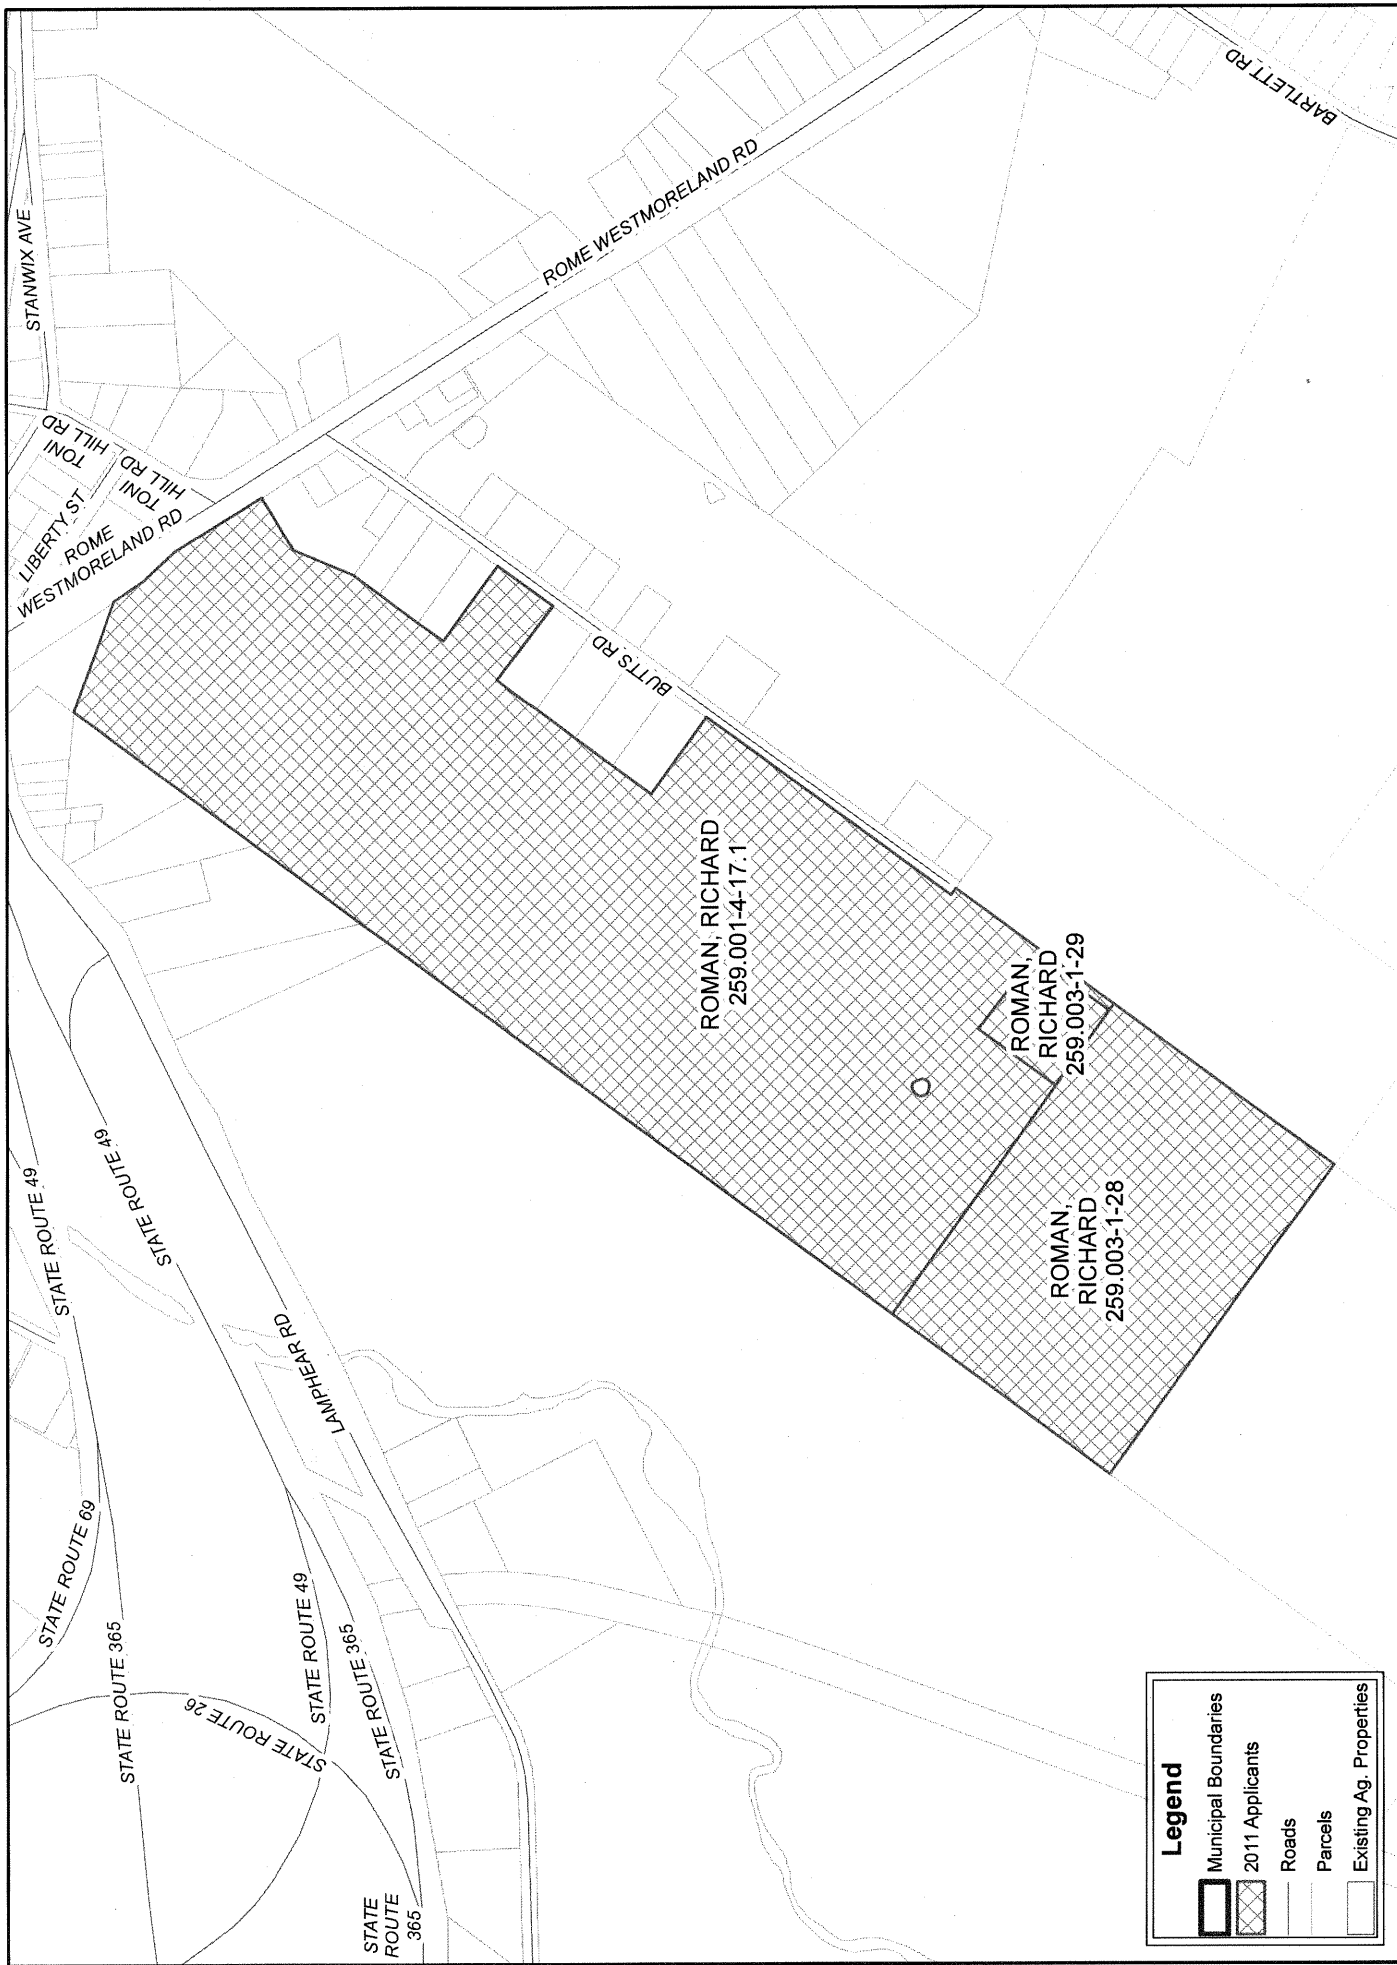 STANWIX AVE
TONI
HILL RD
TONI
HILL RD
LIBERTY ST
ROME
WESTMORELAND RD
ROME WESTMORELAND RD
BARTLETT RD
BUTTS RD
ROMAN, RICHARD
259.001-4-17.1
ROMAN,
RICHARD
259.003-1-29
ROMAN,
RICHARD
259.003-1-28
STATE ROUTE 49
STATE ROUTE 49
LAMPHEAR RD
STATE ROUTE 69
STATE ROUTE 365
STATE ROUTE 26
STATE ROUTE 49
STATE ROUTE 365
STATE
ROUTE
365
Legend
Municipal Boundaries
2011 Applicants
Roads
Parcels
Existing Ag. Properties